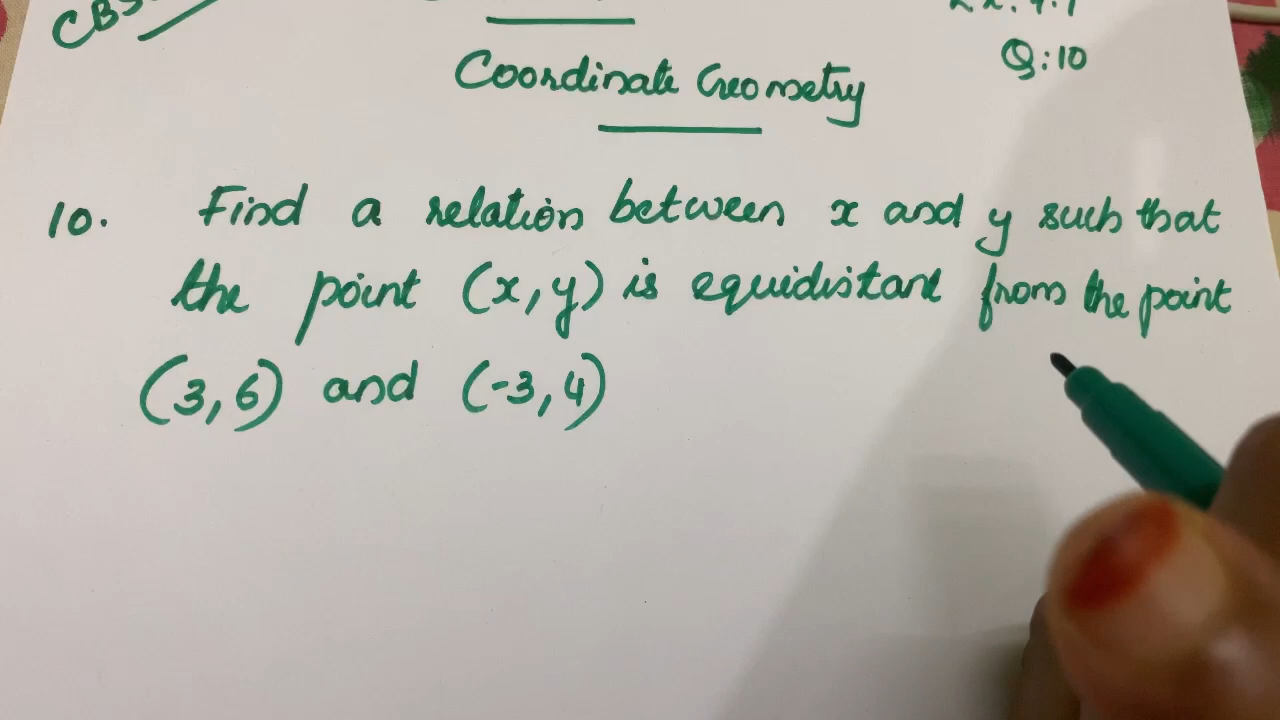 CBS
Q:10
Coordinate Geometry
10. Find a relation between x and y such that
the point (x,y) is equidistant from the point
(3,6) and (-3,4)